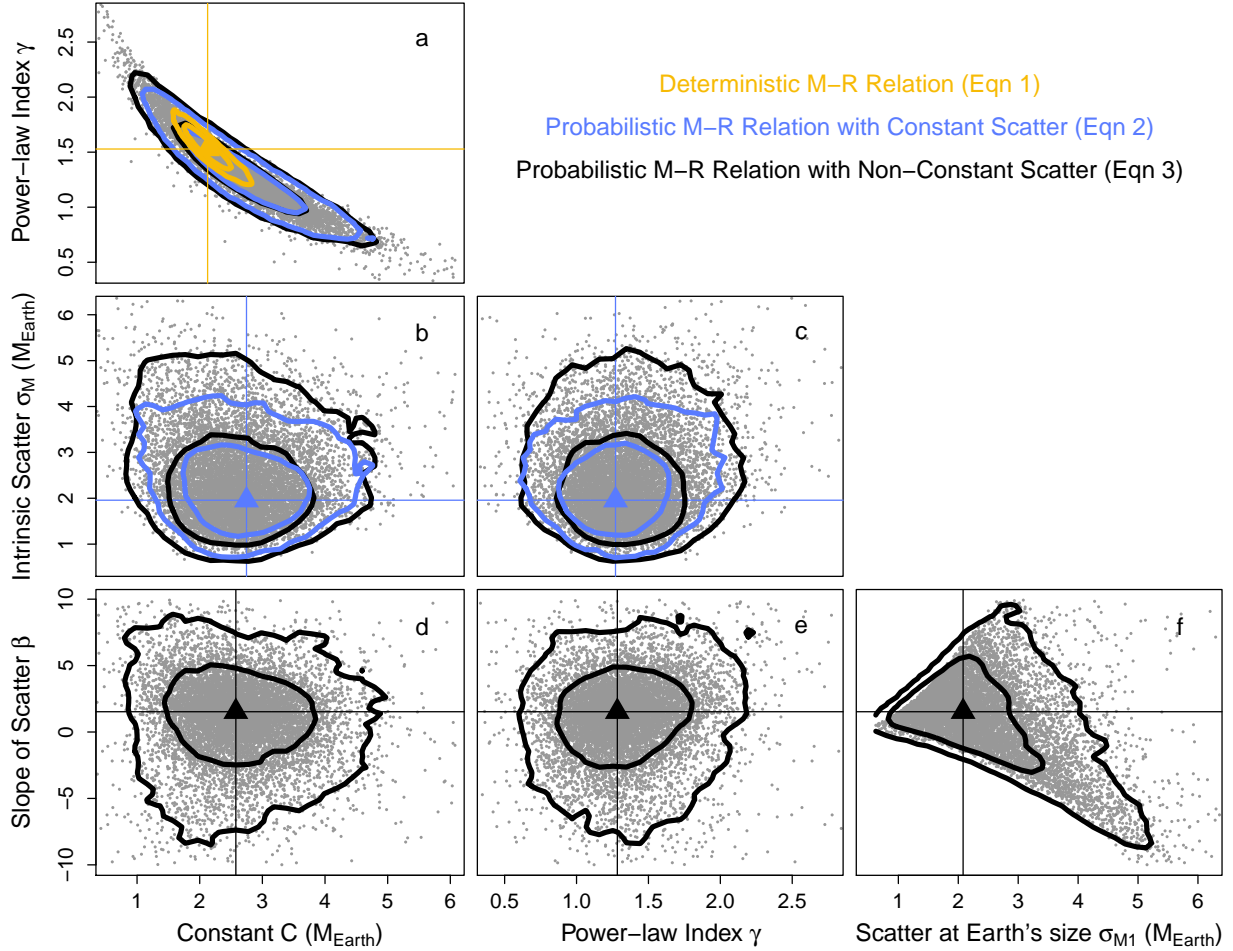 a
Deterministic M−R Relation (Eqn 1)
Probabilistic M−R Relation with Constant Scatter (Eqn 2)
Probabilistic M−R Relation with Non−Constant Scatter (Eqn 3)
Power−law Index γ
0.5 1.0 1.5 2.0 2.5
b
c
Intrinsic Scatter σM (MEarth)
1 2 3 4 5 6
d
e
f
Slope of Scatter β
−10 −5 0 5 10
1 2 3 4 5 6
0.5 1.0 1.5 2.0 2.5
1 2 3 4 5 6
Constant C (MEarth)
Power−law Index γ
Scatter at Earth's size σM1 (MEarth)